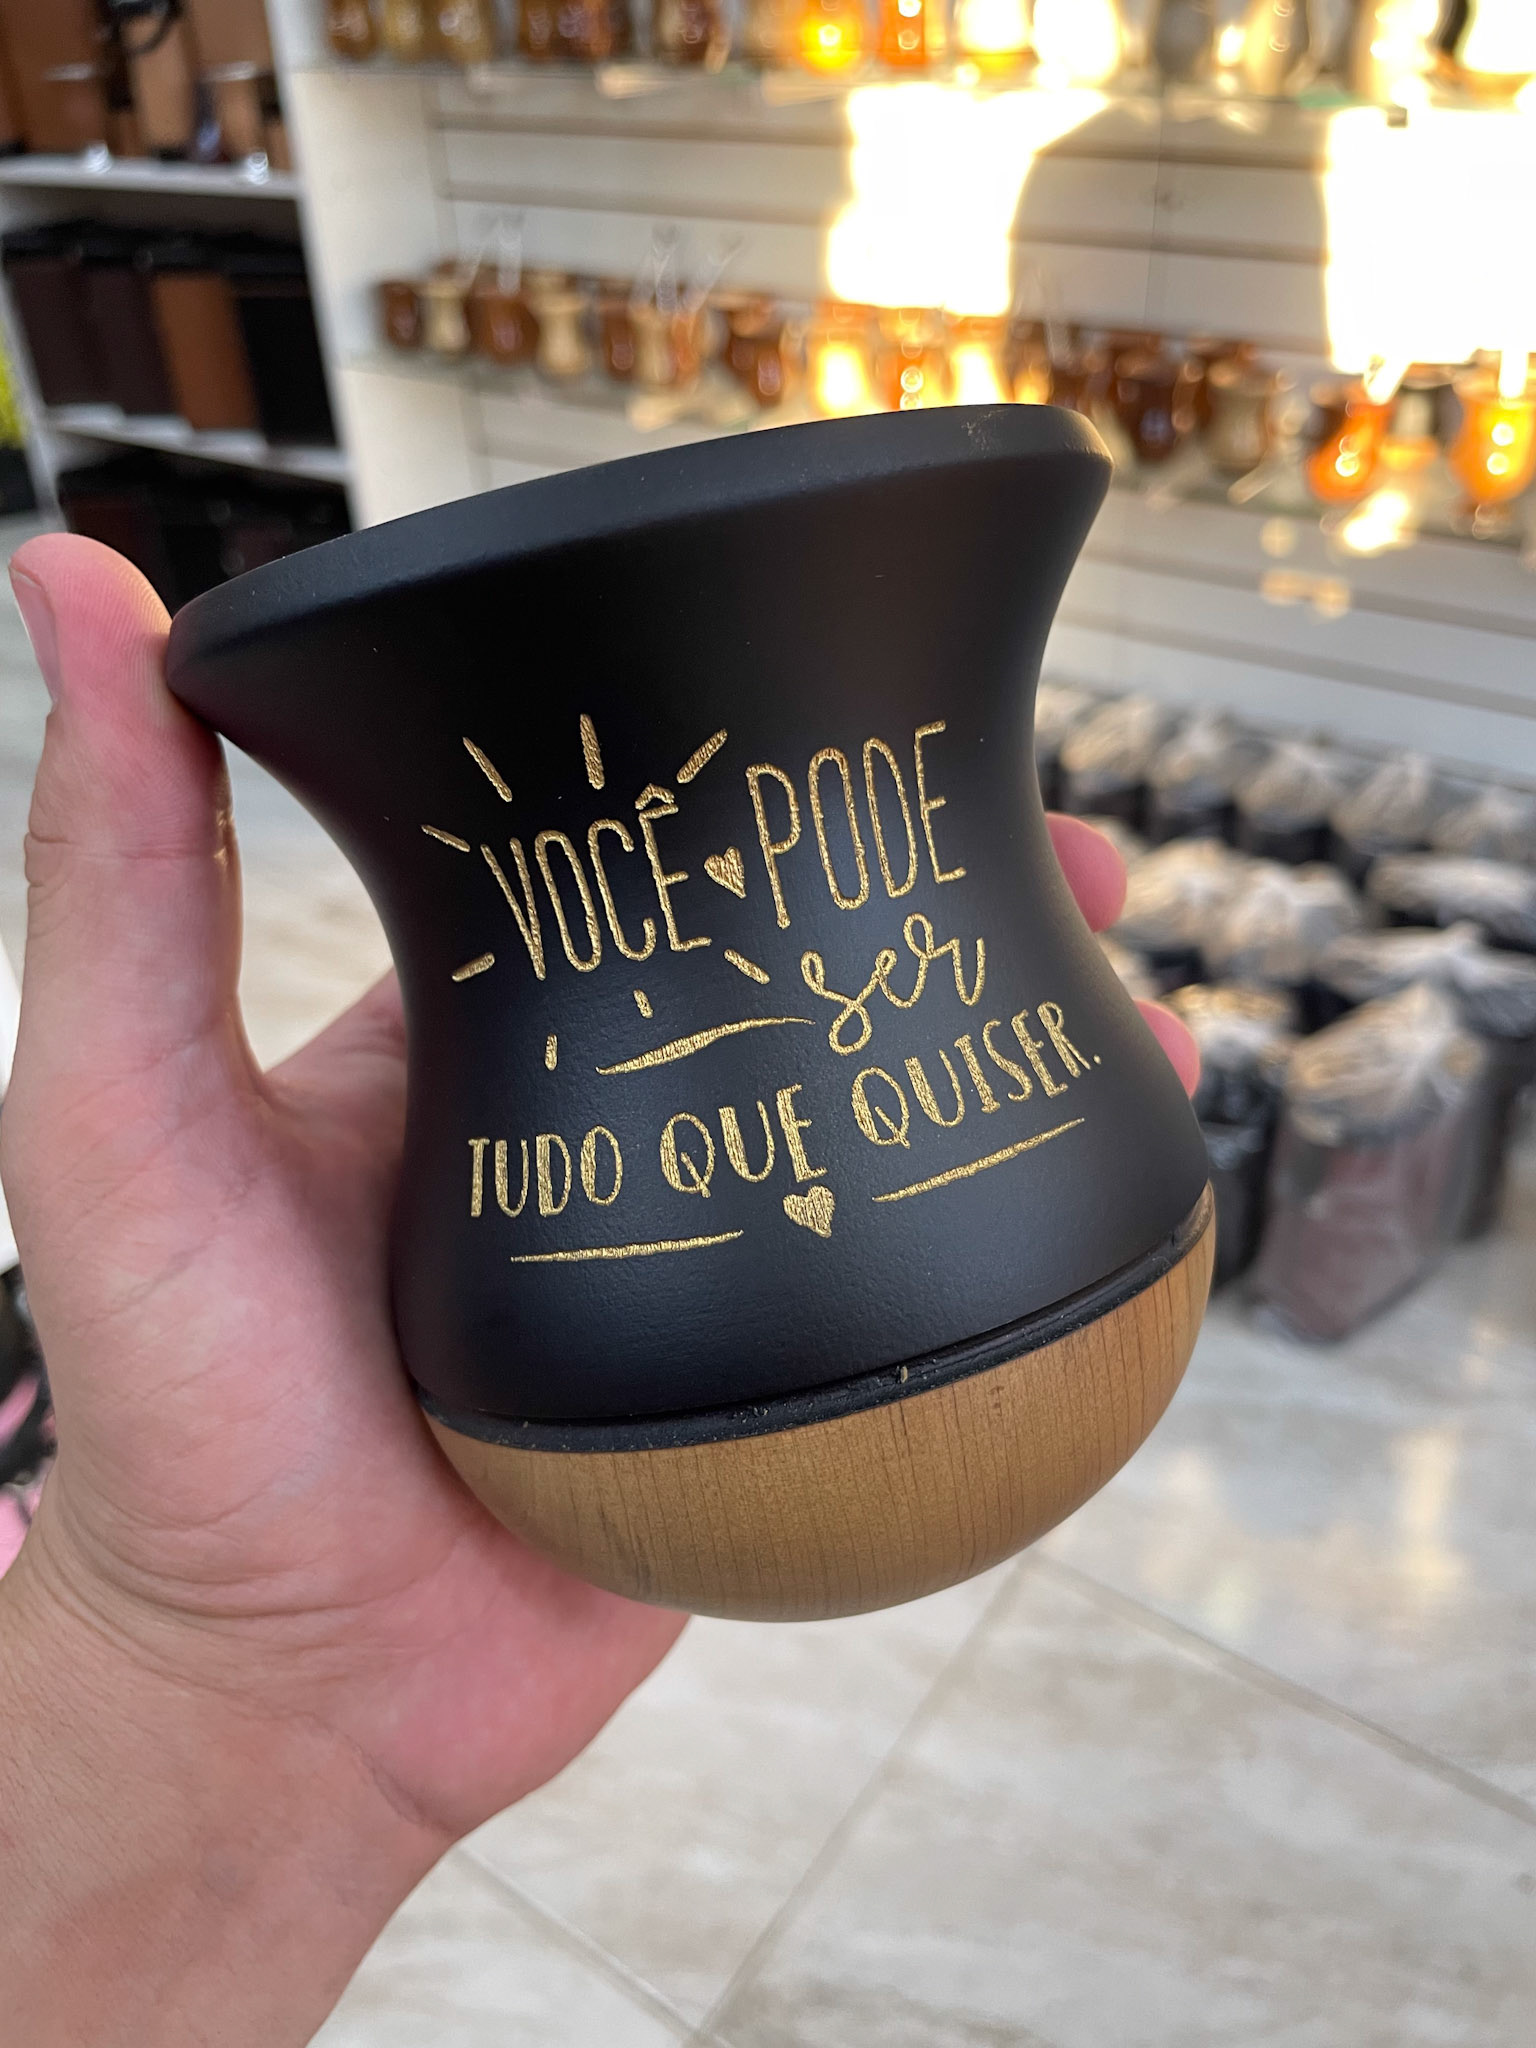 VOCÊ PODE
ser
TUDO QUE QUISER.